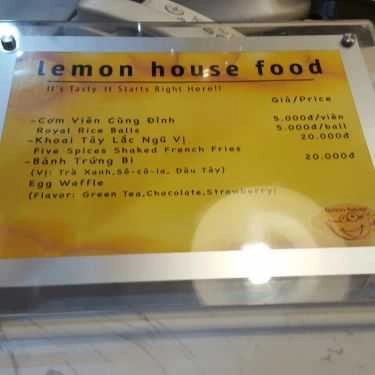 lemon house food
It's Tasty It Starts Right Here!!
Giá/Price
-Cơm Viên Cũng Đỉnh 5.000đ/viên
Royal Rice Balls 5.000đ/ball
-Khoai Tây Lắc Ngũ Vị 20.000đ
Five Spices Shaked French Fries
-Bánh Trứng Bi 20.000đ
(Vị: Trà Xanh,Sô-cô-la, Dâu Tây)
Egg Waffle
(Flavor: Green Tea,Chocolate,Strawberry)